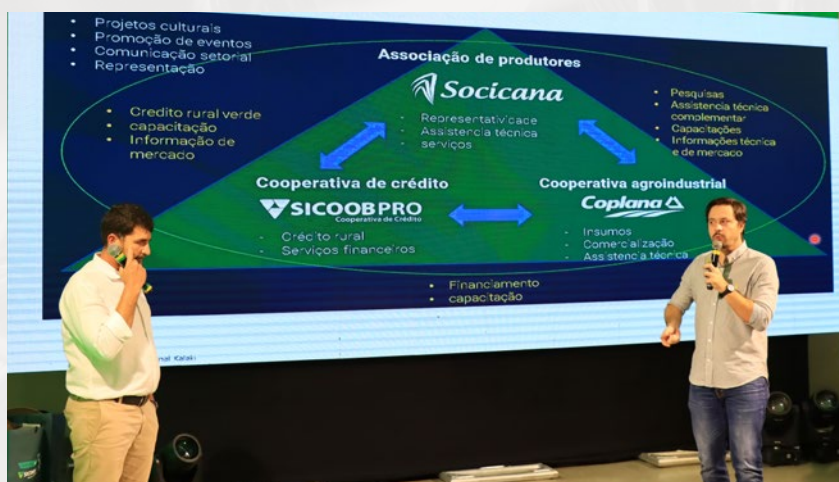 Projetos culturais
Promoção de eventos
Comunicação setorial
Representação
Associação de produtores
Socicana
- Representatividade
- Assistencia técnica
serviços
Credito rural verde
capacitação
Informação de
mercado
Pesquisas
Assistencia técnica
complementar
Capacitações
Informações técnica
e de mercado
Cooperativa de crédito
SICOOBPRO
Cooperativa de Crédito
- Crédito rural
- Serviços financeiros
Cooperativa agroindustrial
Coplana
- Insumos
- Comercialização
- Assistencia técnica
Financiamento
capacitação